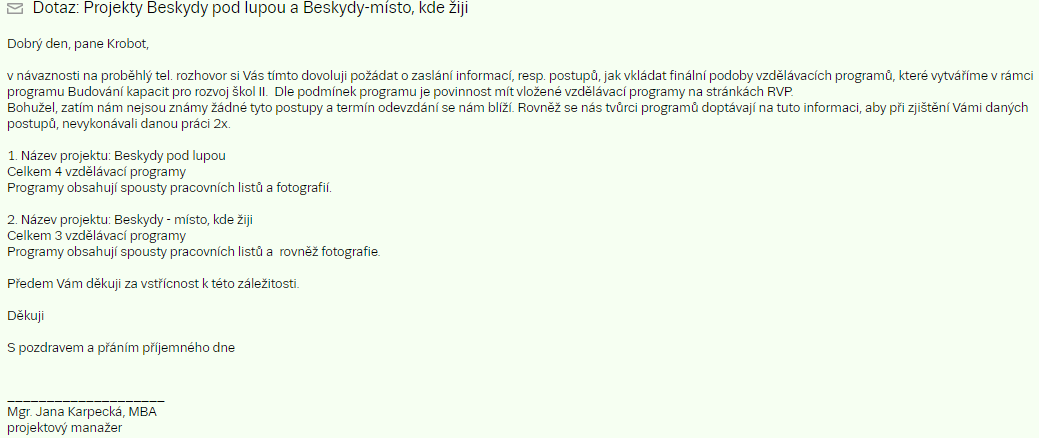 Dotaz: Projekty Beskydy pod lupou a Beskydy-místo, kde žiji
Dobrý den, pane Krobot,
v návaznosti na proběhlý tel. rozhovor si Vás tímto dovoluji požádat o zaslání informací, resp. postupů, jak vkládat finální podoby vzdělávacích programů, které vytváříme v rámci
programu Budování kapacit pro rozvoj škol II. Dle podmínek programu je povinnost mít vložené vzdělávací programy na stránkách RVP.
Bohužel, zatím nám nejsou známy žádné tyto postupy a termín odevzdání se nám blíží. Rovněž se nás tvůrci programů doptávají na tuto informaci, aby při zjištění Vámi daných
postupů, nevykonávali danou práci 2x.
1. Název projektu: Beskydy pod lupou
Celkem 4 vzdělávací programy
Programy obsahují spousty pracovních listů a fotografií.
2. Název projektu: Beskydy - místo, kde žiji
Celkem 3 vzdělávací programy
Programy obsahují spousty pracovních listů a  rovněž fotografie.
Předem Vám děkuji za vstřícnost k této záležitosti.
Děkuji
S pozdravem a přáním příjemného dne
____________________
Mgr. Jana Karpecká, MBA
projektový manažer